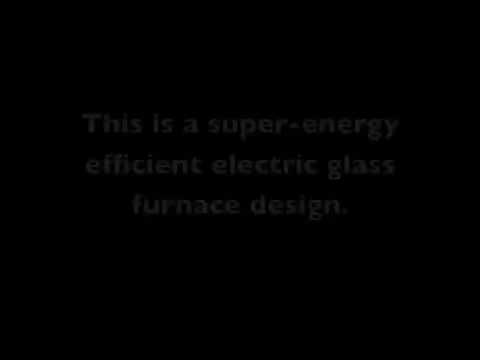 This is a super-energy
efficient electric glass
furnace design.